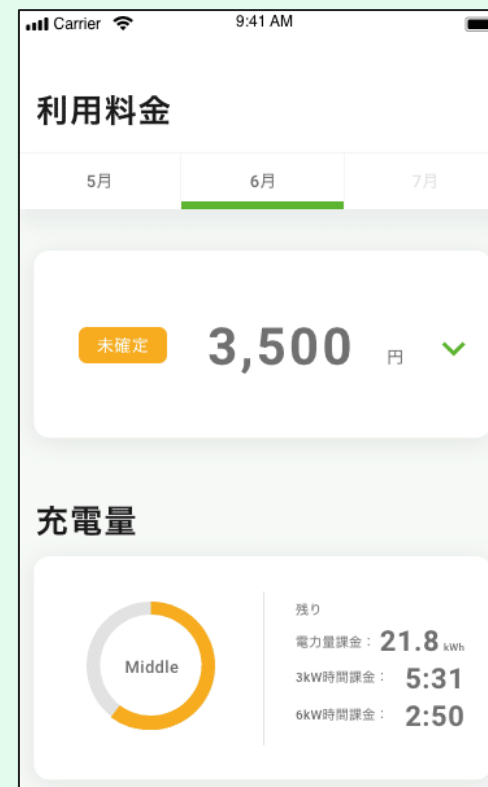 Carrier 9:41 AM
利用料金
5月 6月 7月
未確定 3,500 円
充電量
Middle
残り
電力量課金： 21.8 kWh
3kW時間課金： 5:31
6kW時間課金： 2:50